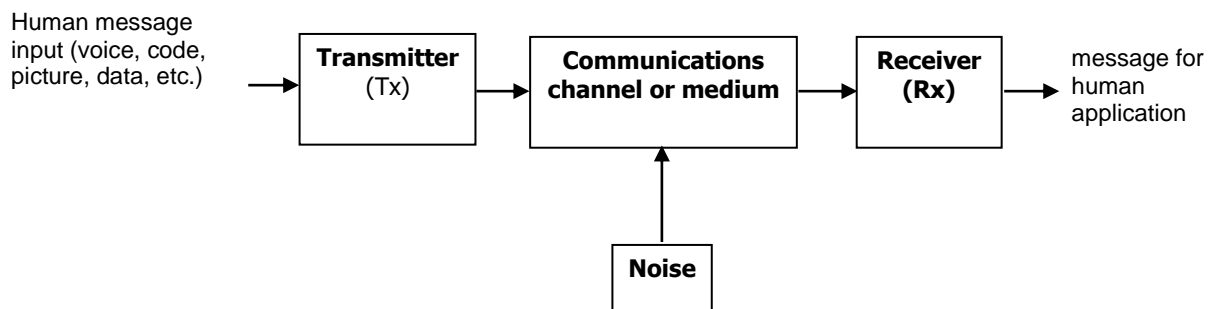 Human message
input (voice, code,
picture, data, etc.)
Transmitter
(Tx)
Communications
channel or medium
Receiver
(Rx)
message for
human
application
Noise